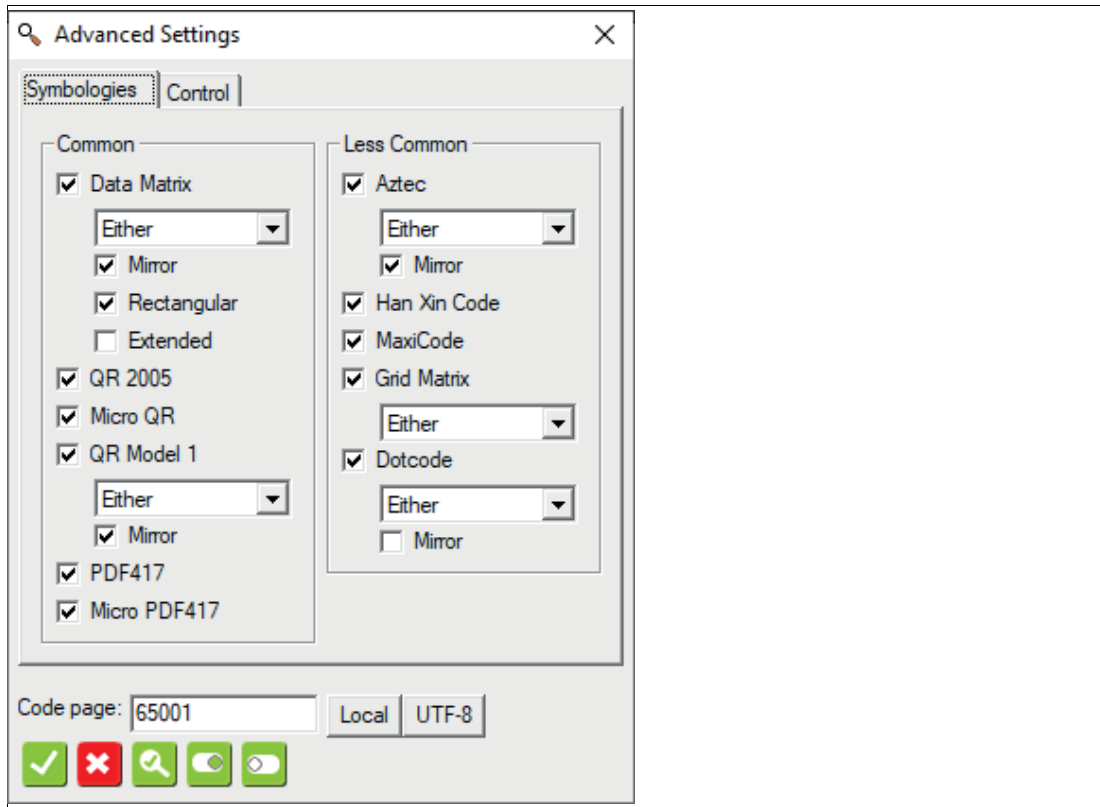 Advanced Settings
Symbologies
Control
Common
Data Matrix
Either
Mirror
Rectangular
Extended
QR 2005
Micro QR
QR Model 1
Either
Mirror
PDF417
Micro PDF417
Less Common
Aztec
Either
Mirror
Han Xin Code
MaxiCode
Grid Matrix
Either
Dotcode
Either
Mirror
Code page: 65001 Local UTF-8